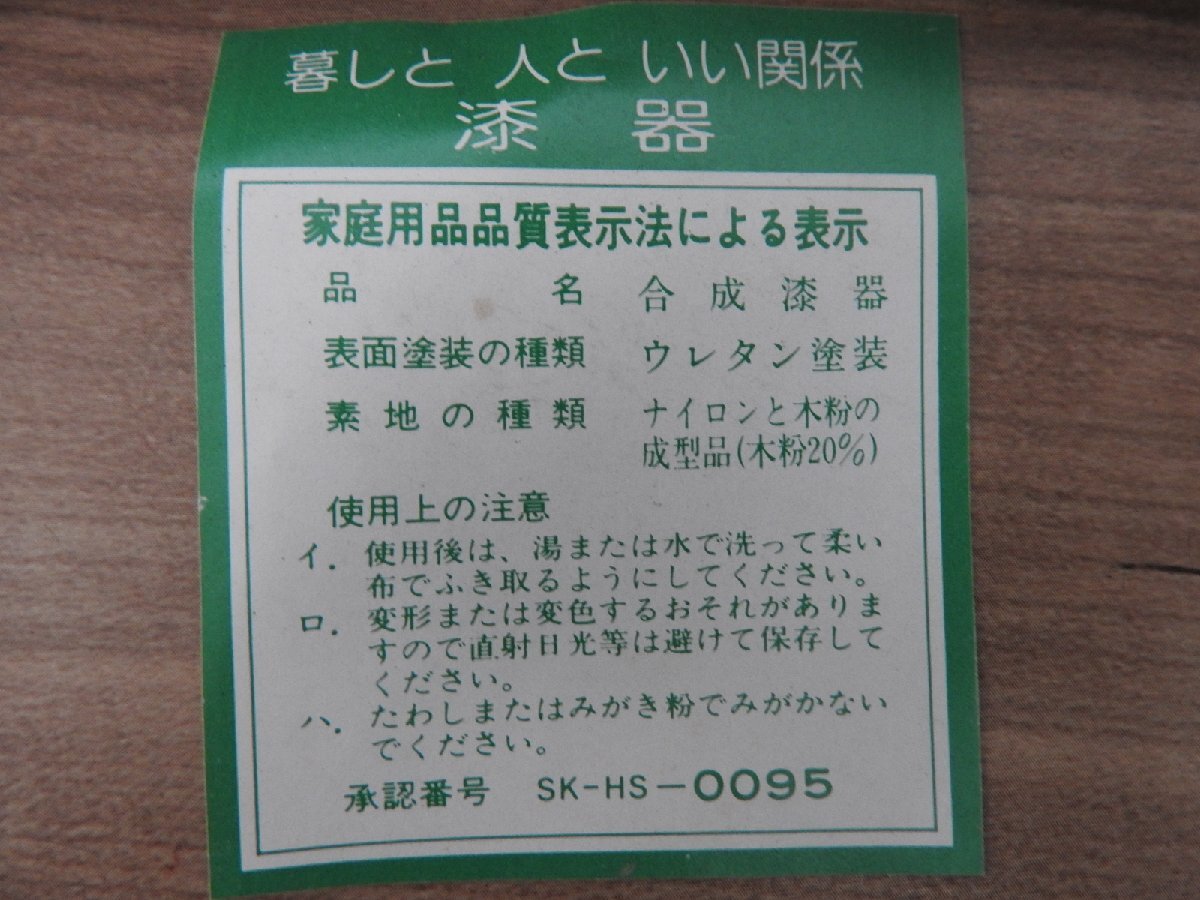 暮しと 人と いい関係
漆 器
家庭用品品質表示法による表示
品 名 合成漆器
表面塗装の種類 ウレタン塗装
素地の種類 ナイロンと木粉の
成型品(木粉20%)
使用上の注意
イ. 使用後は、湯または水で洗って柔い
布でふき取るようにしてください。
ロ. 変形または変色するおそれがありま
すので直射日光等は避けて保存して
ください。
ハ. たわしまたはみがき粉でみがかない
でください。
承認番号 SK-HS-0095